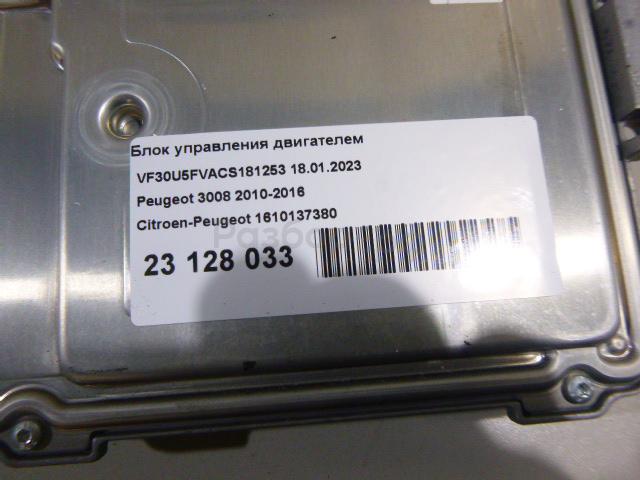 Блок управления двигателем
VF30U5FVACS181253 18.01.2023
Peugeot 3008 2010-2016
Citroen-Peugeot 1610137380
23 128 033